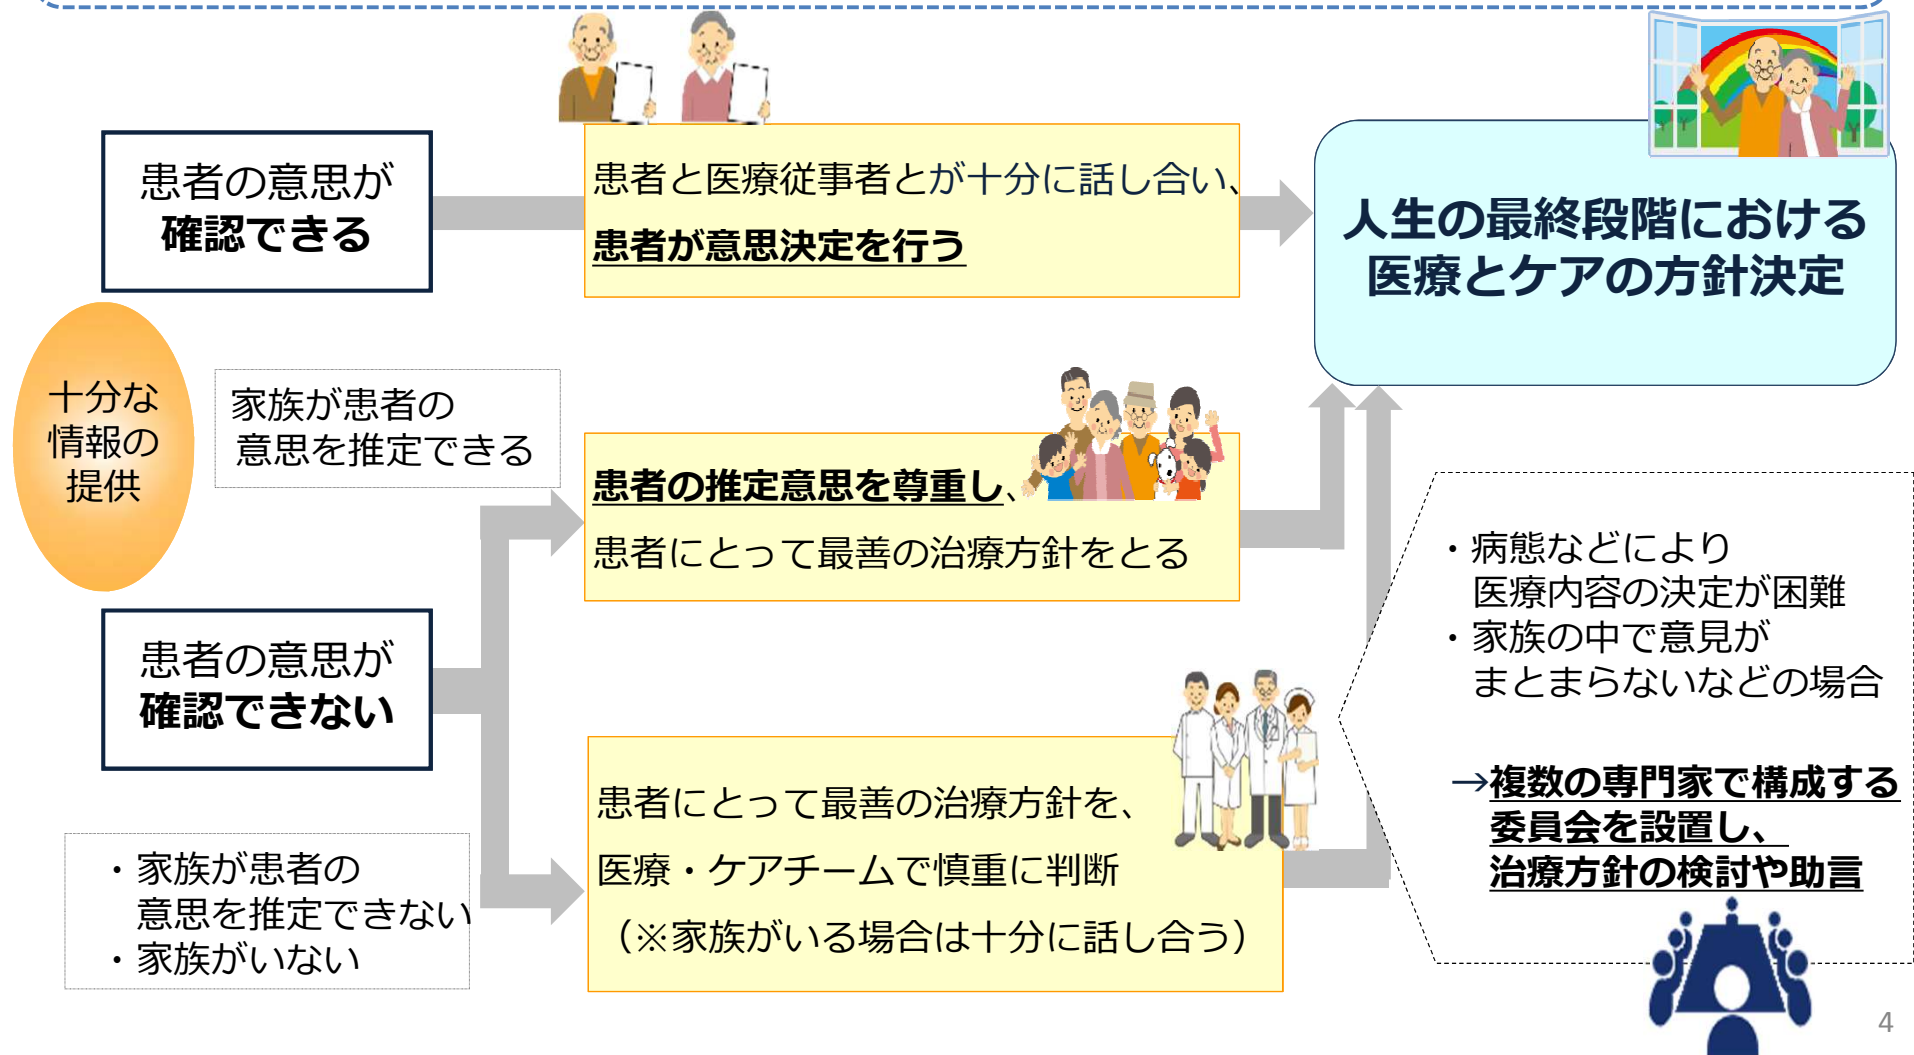 患者の意思が
確認できる
患者と医療従事者とが十分に話し合い、
患者が意思決定を行う
人生の最終段階における
医療とケアの方針決定
十分な
情報の
提供
家族が患者の
意思を推定できる
患者の推定意思を尊重し、
患者にとって最善の治療方針をとる
患者の意思が
確認できない
・家族が患者の
意思を推定できない
・家族がいない
患者にとって最善の治療方針を、
医療・ケアチームで慎重に判断
（※家族がいる場合は十分に話し合う）
・病態などにより
医療内容の決定が困難
・家族の中で意見が
まとまらないなどの場合
→複数の専門家で構成する
委員会を設置し、
治療方針の検討や助言
4